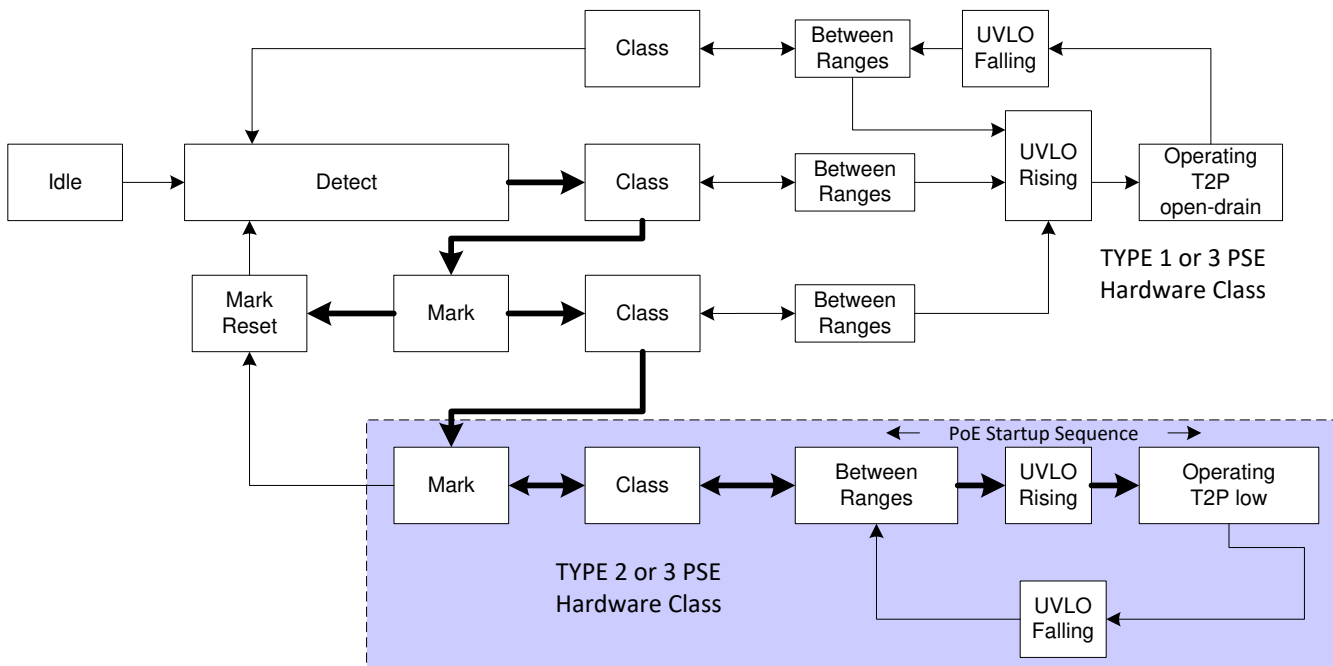 Class
Between
Ranges
UVLO
Falling
Idle
Detect
Class
Between
Ranges
UVLO
Rising
Operating
T2P
open-drain
TYPE 1 or 3 PSE
Hardware Class
Mark
Reset
Mark
Class
Between
Ranges
PoE Startup Sequence
Mark
Class
Between
Ranges
UVLO
Rising
Operating
T2P low
TYPE 2 or 3 PSE
Hardware Class
UVLO
Falling